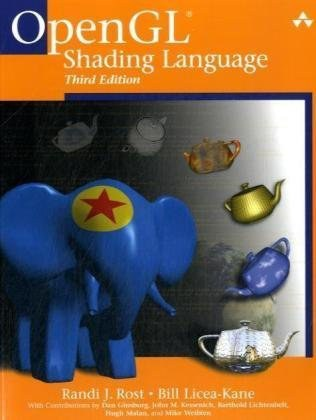 OpenGL®
Shading Language
Third Edition
Randi J. Rost • Bill Licea-Kane
With Contributions by Dan Ginsburg, John M. Kessenich, Barthold Lichtenbelt,
Hugh Malan, and Mike Weiblen